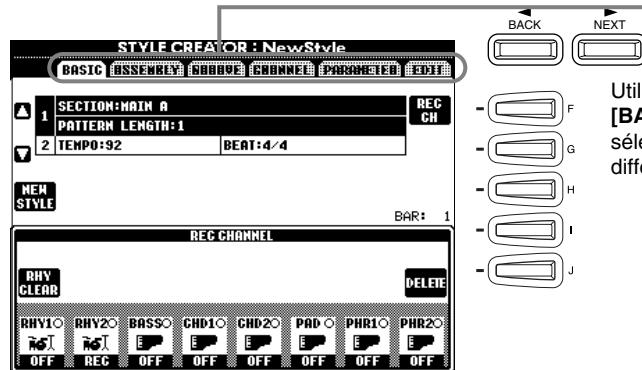 BACK NEXT
STYLE CREATOR : NewStyle
BASIC ASSEMBLY GROOVE CHANNEL PARAMETER EDIT
1 SECTION:MAIN A
PATTERN LENGTH:1
REC CH
2 TEMPO:92 BEAT:4/4
NEW STYLE
BAR: 1
REC CHANNEL
RHY CLEAR
DELETE
RHY1 RHY2 BASS CHD1 CHD2 PAD PHR1 PHR2
OFF REC OFF OFF OFF OFF OFF OFF
F
G
H
I
J
Util
[BA
séle
diffé